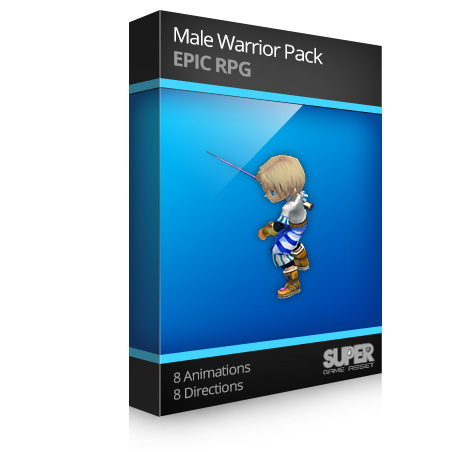 Male Warrior Pack
EPIC RPG
8 Animations
8 Directions
SUPER
GAME ASSET